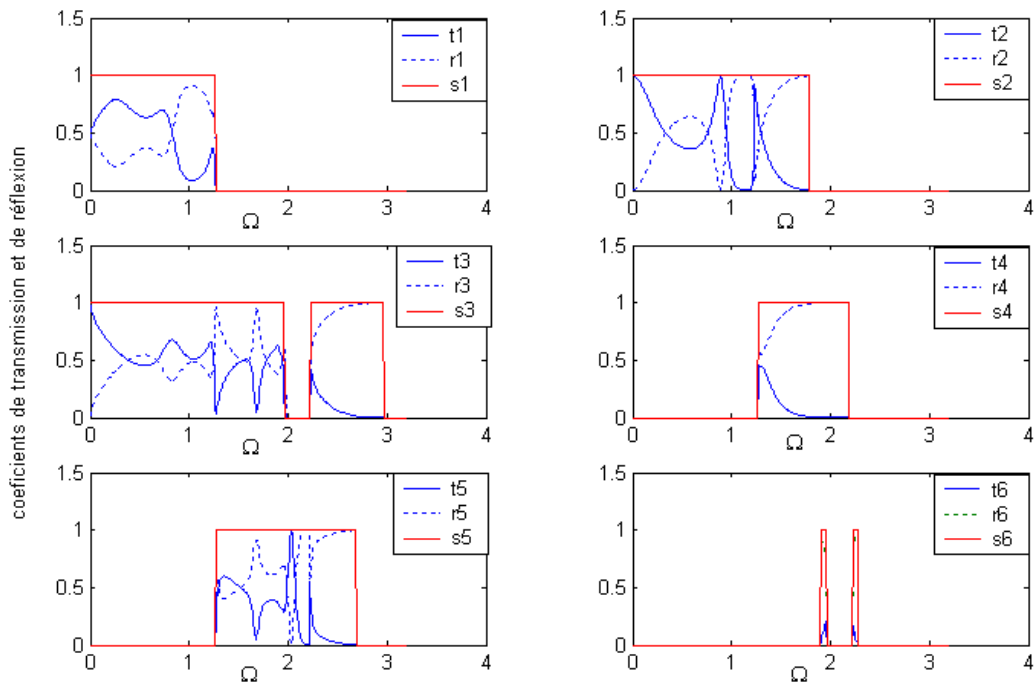 coeficients de transmission et de réflexion
1.5
1
0.5
0
0 1 2 3 4
Ω
t1
r1
s1
1.5
1
0.5
0
0 1 2 3 4
Ω
t2
r2
s2
1.5
1
0.5
0
0 1 2 3 4
Ω
t3
r3
s3
1.5
1
0.5
0
0 1 2 3 4
Ω
t4
r4
s4
1.5
1
0.5
0
0 1 2 3 4
Ω
t5
r5
s5
1.5
1
0.5
0
0 1 2 3 4
Ω
t6
r6
s6